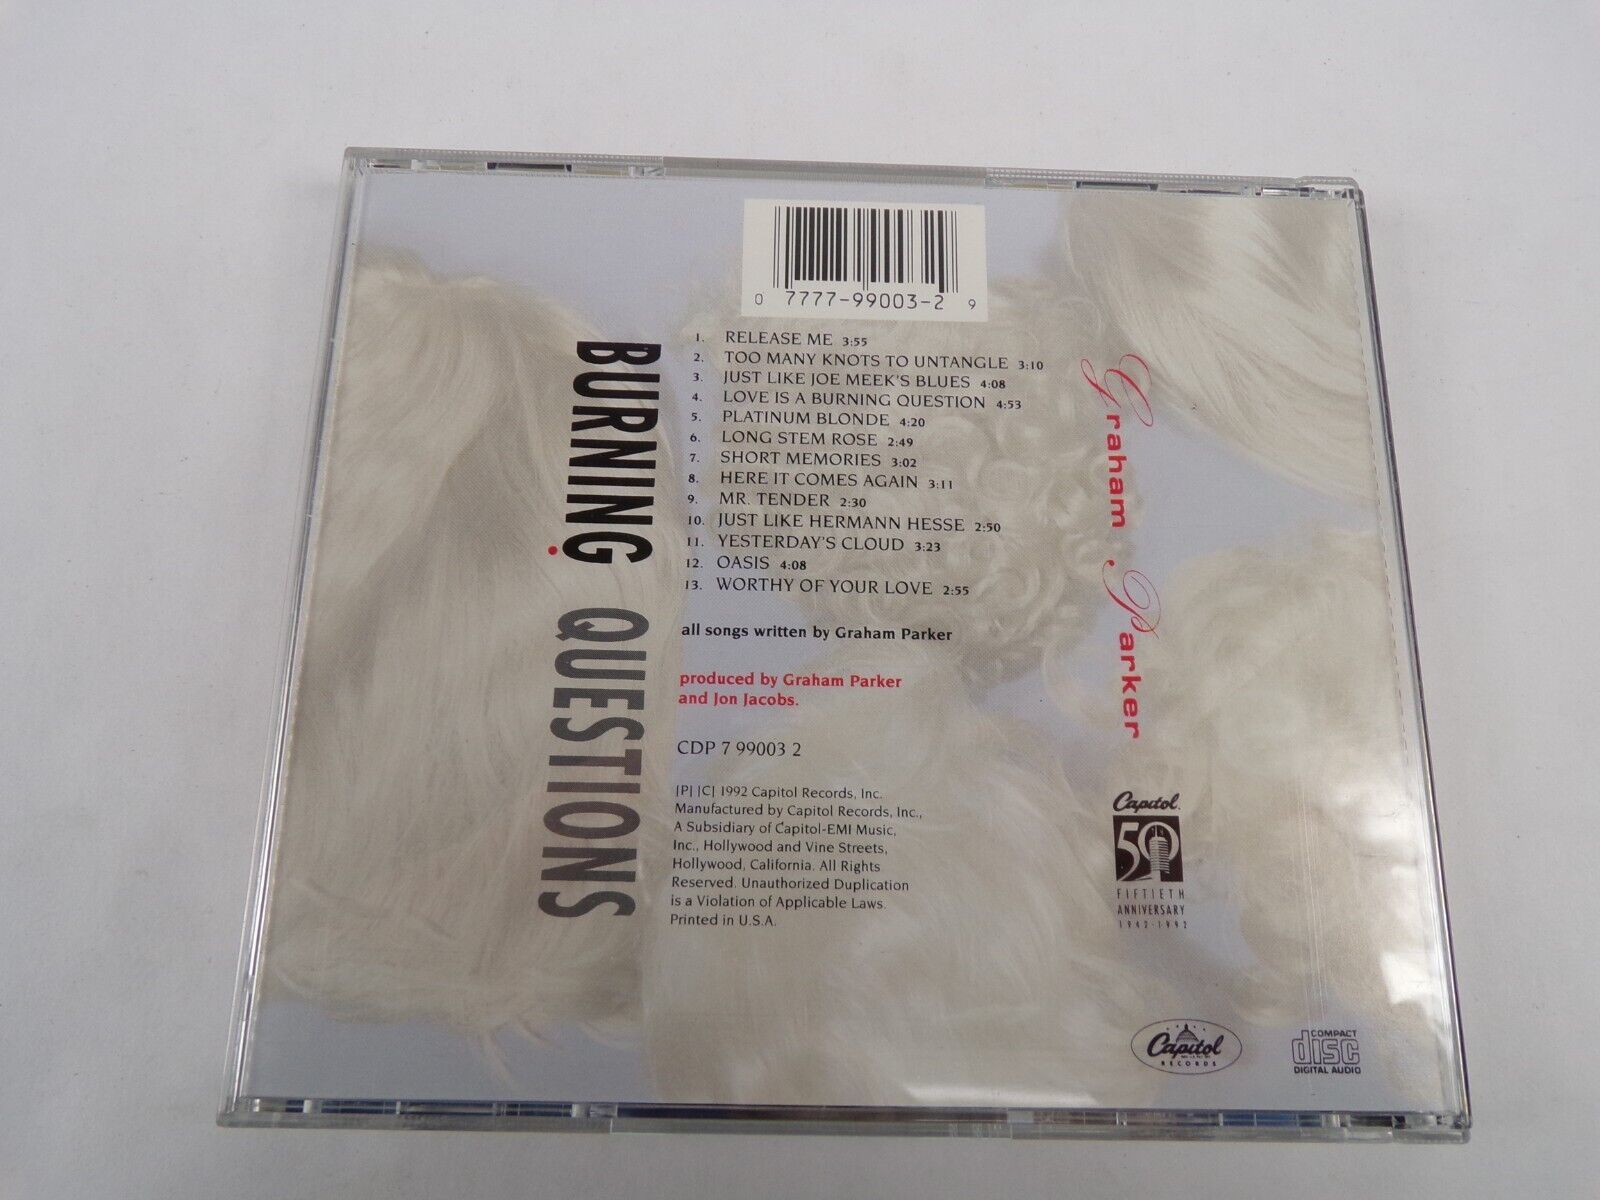 0 7777-99003-2 9
1. RELEASE ME 3:55
2. TOO MANY KNOTS TO UNTANGLE 3:10
3. JUST LIKE JOE MEEK'S BLUES 4:08
4. LOVE IS A BURNING QUESTION 4:53
5. PLATINUM BLONDE 4:20
6. LONG STEM ROSE 2:49
7. SHORT MEMORIES 3:02
8. HERE IT COMES AGAIN 3:11
9. MR. TENDER 2:30
10. JUST LIKE HERMANN HESSE 2:50
11. YESTERDAY'S CLOUD 3:23
12. OASIS 4:08
13. WORTHY OF YOUR LOVE 2:55
all songs written by Graham Parker
produced by Graham Parker
and Jon Jacobs.
CDP 7 99003 2
|P| |C| 1992 Capitol Records, Inc.
Manufactured by Capitol Records, Inc.,
A Subsidiary of Capitol-EMI Music,
Inc., Hollywood and Vine Streets,
Hollywood, California. All Rights
Reserved. Unauthorized Duplication
is a Violation of Applicable Laws.
Printed in U.S.A.
BURNING QUESTIONS
Graham Parker
Capitol
50
FIFTIETH
ANNIVERSARY
1942-1992
Capitol
RECORDS
COMPACT
disc
DIGITAL AUDIO